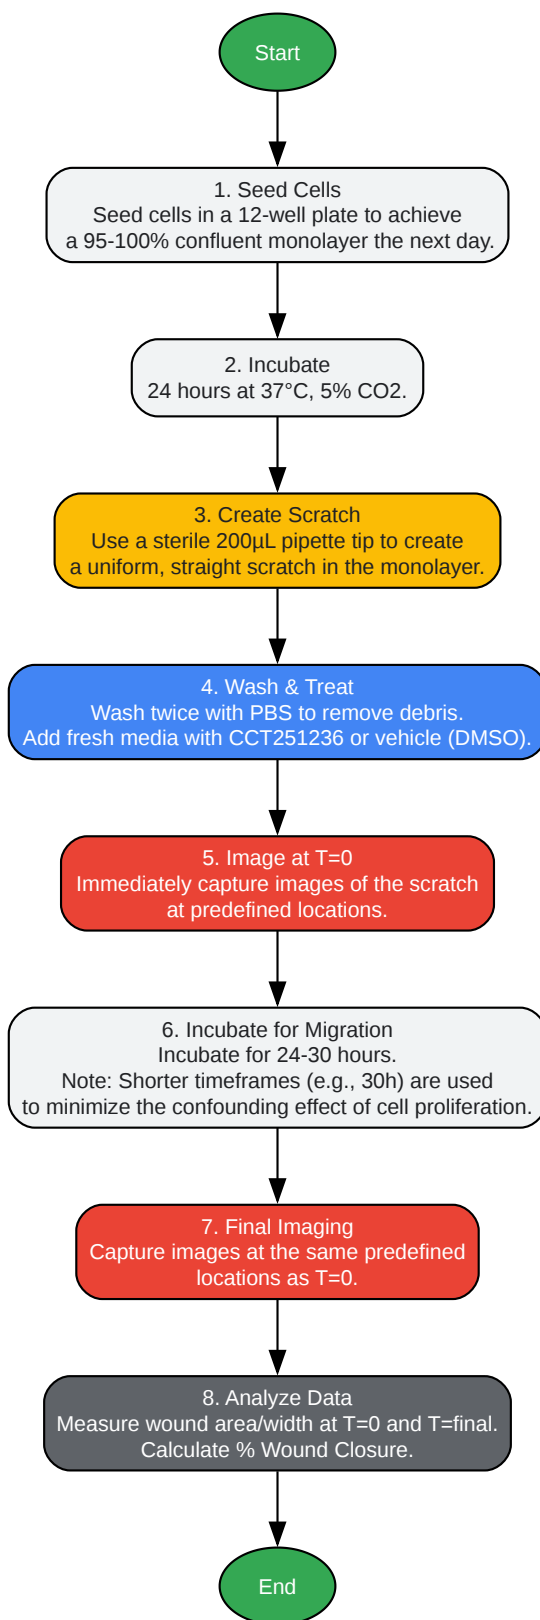 Start
1. Seed Cells
Seed cells in a 12-well plate to achieve
a 95-100% confluent monolayer the next day.
2. Incubate
24 hours at 37°C, 5% CO2.
3. Create Scratch
Use a sterile 200µL pipette tip to create
a uniform, straight scratch in the monolayer.
4. Wash & Treat
Wash twice with PBS to remove debris.
Add fresh media with CCT251236 or vehicle (DMSO).
5. Image at T=0
Immediately capture images of the scratch
at predefined locations.
6. Incubate for Migration
Incubate for 24-30 hours.
Note: Shorter timeframes (e.g., 30h) are used
to minimize the confounding effect of cell proliferation.
7. Final Imaging
Capture images at the same predefined
locations as T=0.
8. Analyze Data
Measure wound area/width at T=0 and T=final.
Calculate % Wound Closure.
End